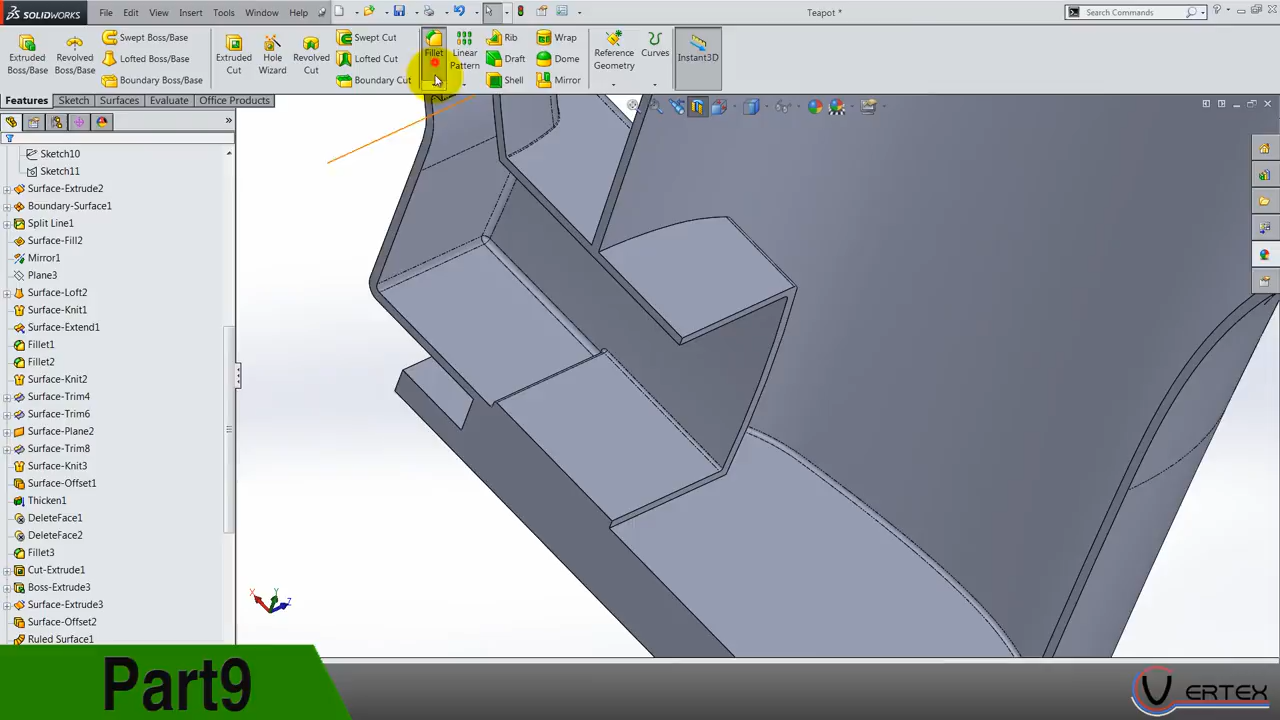 SOLIDWORKS File Edit View Insert Tools Window Help Teapot * Search Commands
Extruded Boss/Base
Revolved Boss/Base
Swept Boss/Base
Lofted Boss/Base
Boundary Boss/Base
Extruded Cut
Hole Wizard
Revolved Cut
Swept Cut
Lofted Cut
Boundary Cut
Fillet
Linear Pattern
Rib
Draft
Shell
Wrap
Dome
Mirror
Reference Geometry
Curves
Instant3D
Features Sketch Surfaces Evaluate Office Products
Sketch10
Sketch11
Surface-Extrude2
Boundary-Surface1
Split Line1
Surface-Fill2
Mirror1
Plane3
Surface-Loft2
Surface-Knit1
Surface-Extend1
Fillet1
Fillet2
Surface-Knit2
Surface-Trim4
Surface-Trim6
Surface-Plane2
Surface-Trim8
Surface-Knit3
Surface-Offset1
Thicken1
DeleteFace1
DeleteFace2
Fillet3
Cut-Extrude1
Boss-Extrude3
Surface-Extrude3
Surface-Offset2
Ruled Surface1
X Y Z
Part9
VERTEX